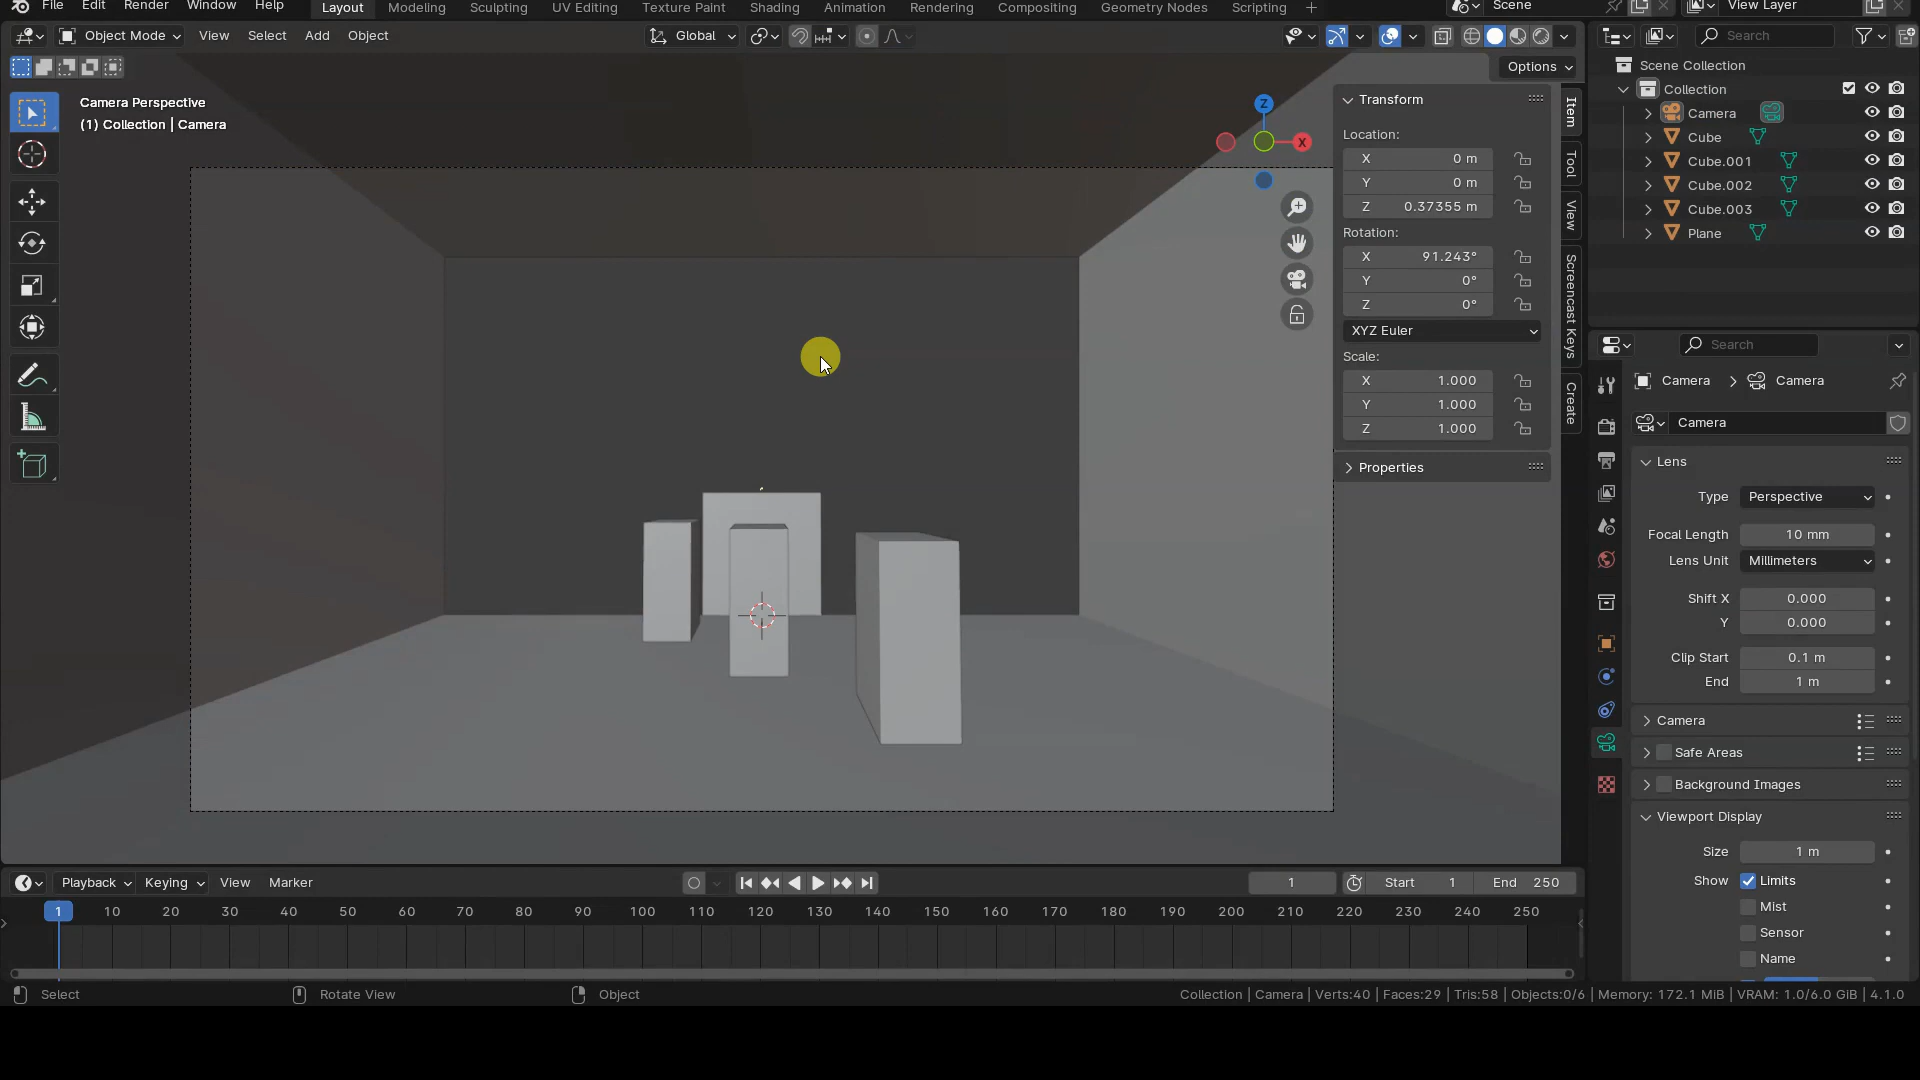 File Edit Render Window Help Layout Modeling Sculpting UV Editing Texture Paint Shading Animation Rendering Compositing Geometry Nodes Scripting + Scene View Layer
Object Mode View Select Add Object Global Search
Options
Camera Perspective
(1) Collection | Camera
Z
X
Transform
Location:
X 0 m
Y 0 m
Z 0.37355 m
Rotation:
X 91.243°
Y 0°
Z 0°
XYZ Euler
Scale:
X 1.000
Y 1.000
Z 1.000
Properties
Item
Tool
View
Screencast Keys
Create
Scene Collection
Collection
Camera
Cube
Cube.001
Cube.002
Cube.003
Plane
Search
Camera Camera
Camera
Lens
Type Perspective
Focal Length 10 mm
Lens Unit Millimeters
Shift X 0.000
Y 0.000
Clip Start 0.1 m
End 1 m
Camera
Safe Areas
Background Images
Viewport Display
Size 1 m
Show Limits
Mist
Sensor
Name
Playback Keying View Marker 1 Start 1 End 250
1 10 20 30 40 50 60 70 80 90 100 110 120 130 140 150 160 170 180 190 200 210 220 230 240 250
Select Rotate View Object Collection | Camera | Verts:40 | Faces:29 | Tris:58 | Objects:0/6 | Memory: 172.1 MiB | VRAM: 1.0/6.0 GiB | 4.1.0